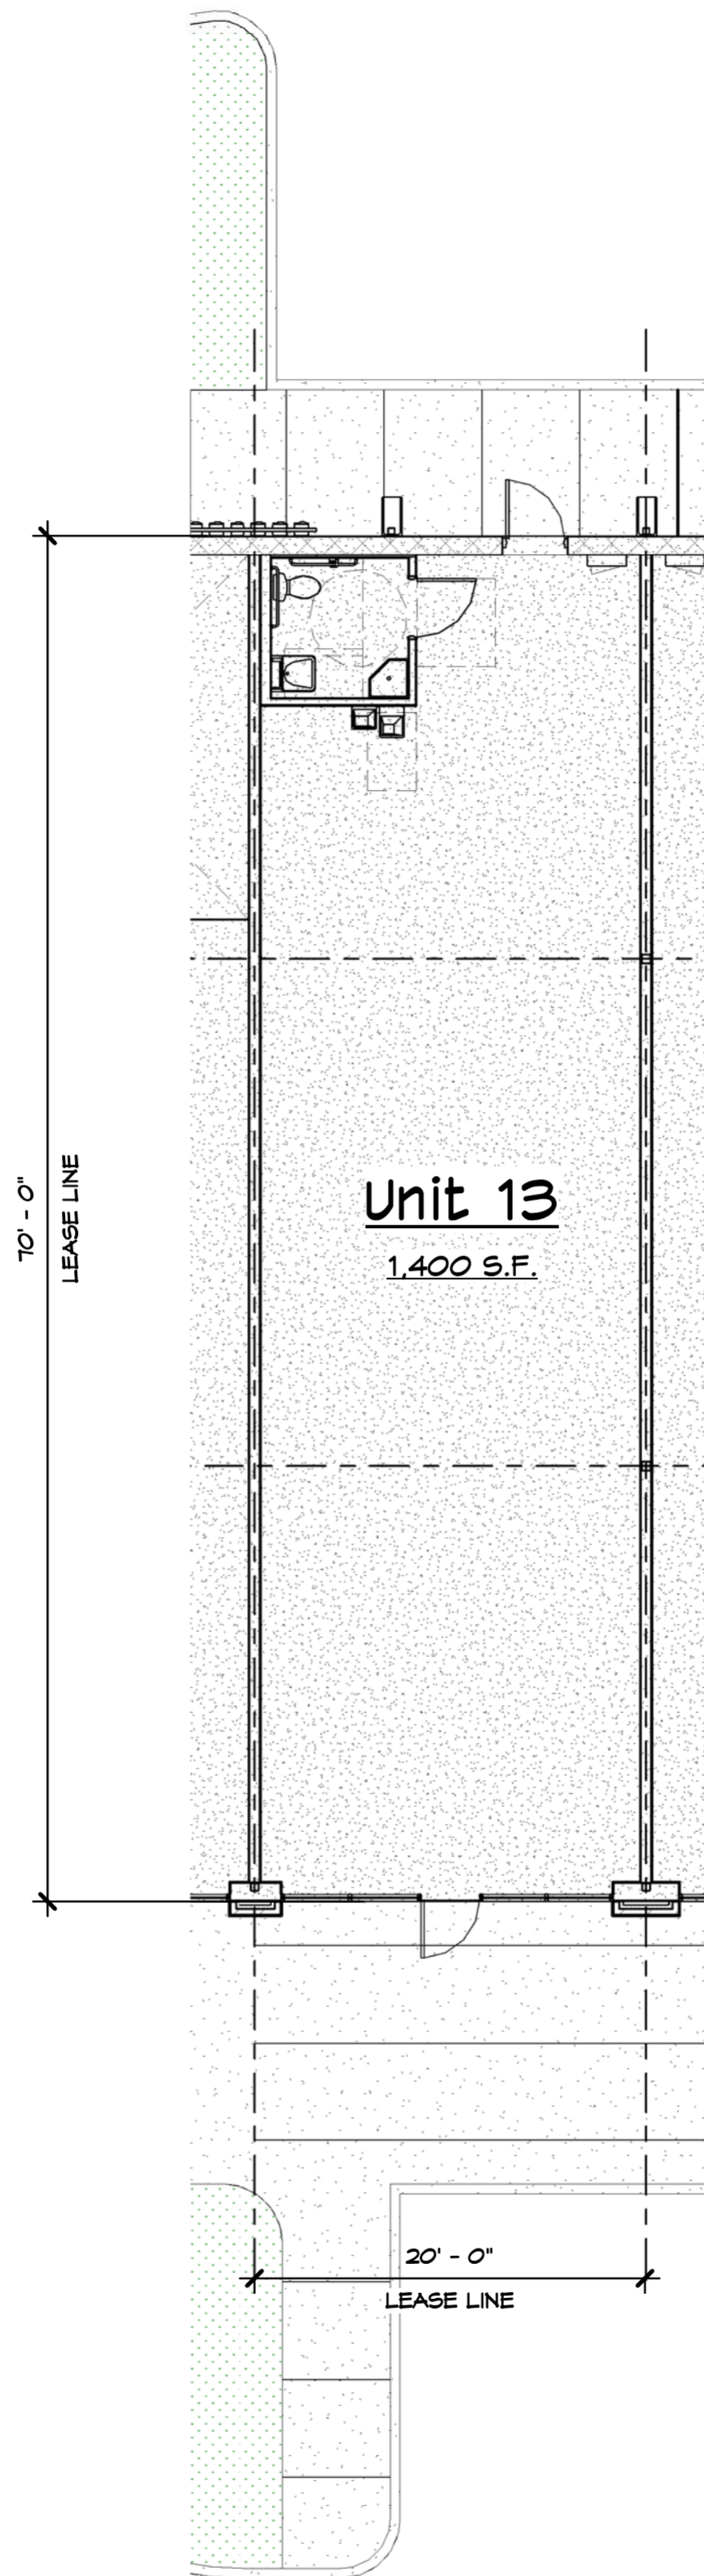 70' - 0"
LEASE LINE
Unit 13
1,400 S.F.
20' - 0"
LEASE LINE